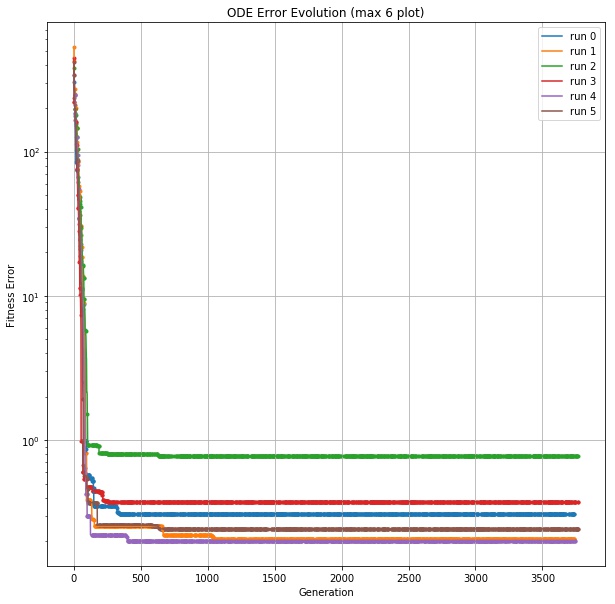 ODE Error Evolution (max 6 plot)
run 0
run 1
run 2
run 3
run 4
run 5
10²
10¹
10⁰
Fitness Error
0 500 1000 1500 2000 2500 3000 3500
Generation